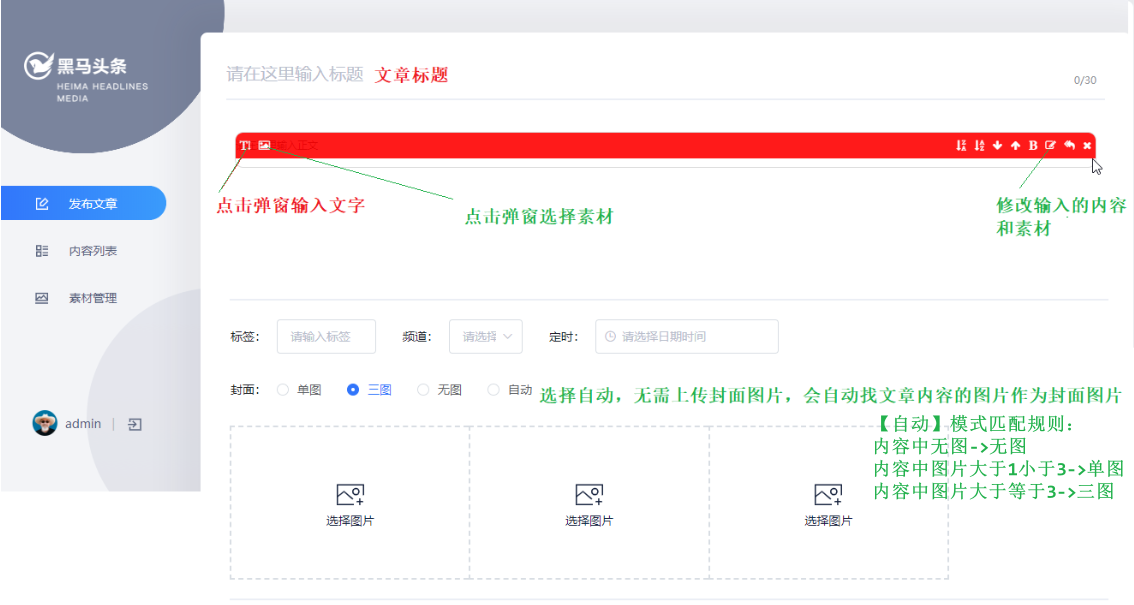 黑马头条
HEIMA HEADLINES
MEDIA
请在这里输入标题 文章标题
0/30
输入正文
点击弹窗输入文字
点击弹窗选择素材
修改输入的内容
和素材
发布文章
内容列表
素材管理
admin
标签: 请输入标签 频道: 请选择 定时: 请选择日期时间
封面: 单图 三图 无图 自动 选择自动，无需上传封面图片，会自动找文章内容的图片作为封面图片
【自动】模式匹配规则:
内容中无图->无图
内容中图片大于1小于3->单图
内容中图片大于等于3->三图
选择图片 选择图片 选择图片